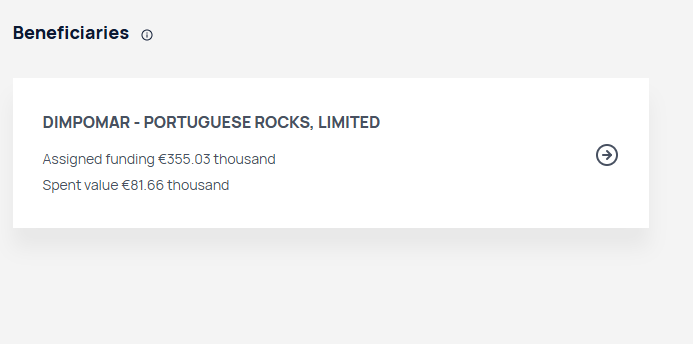 Beneficiaries
DIMPOMAR - PORTUGUESE ROCKS, LIMITED
Assigned funding €355.03 thousand
Spent value €81.66 thousand